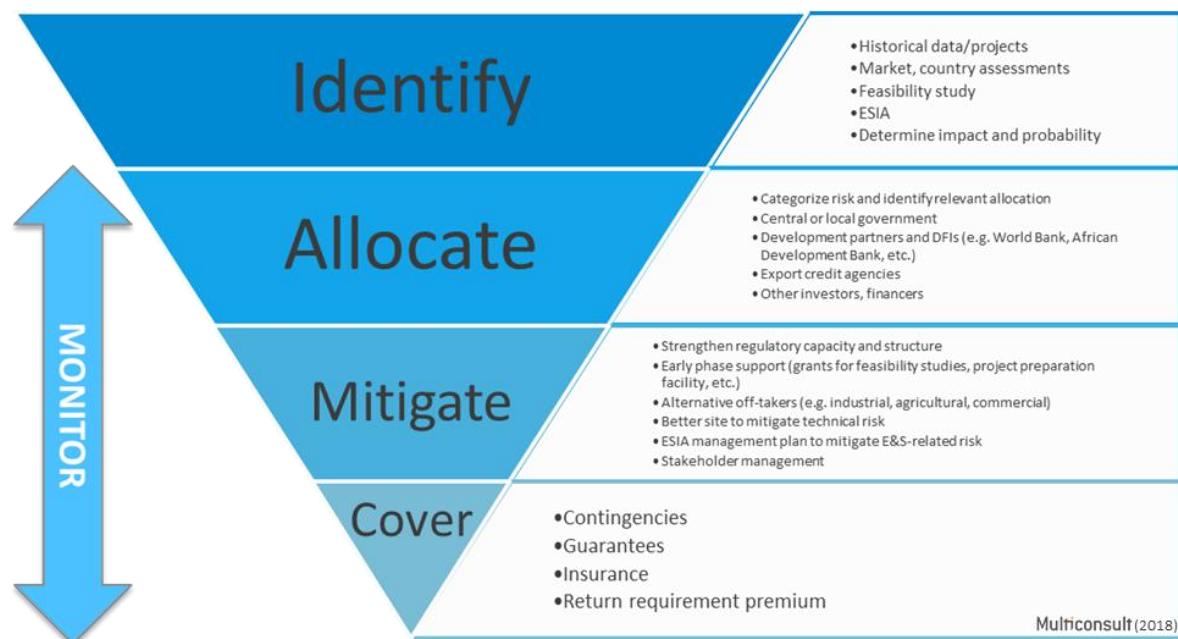 Identify
•Historical data/projects
•Market, country assessments
•Feasibility study
•ESIA
•Determine impact and probability
MONITOR
Allocate
•Categorize risk and identify relevant allocation
•Central or local government
•Development partners and DFIs (e.g. World Bank, African
Development Bank, etc.)
•Export credit agencies
•Other investors, financers
Mitigate
•Strengthen regulatory capacity and structure
•Early phase support (grants for feasibility studies, project preparation
facility, etc.)
•Alternative off-takers (e.g. industrial, agricultural, commercial)
•Better site to mitigate technical risk
•ESIA management plan to mitigate E&S-related risk
•Stakeholder management
Cover
•Contingencies
•Guarantees
•Insurance
•Return requirement premium
Multiconsult (2018)